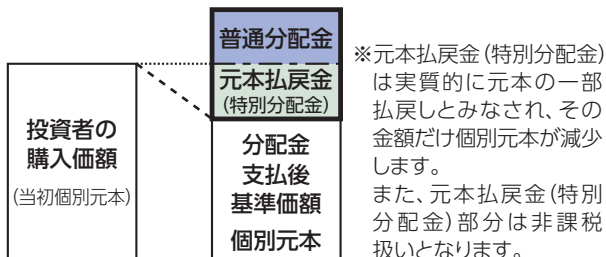 普通分配金
元本払戻金
(特別分配金)
投資者の
購入価額
(当初個別元本)
分配金
支払後
基準価額
個別元本
※元本払戻金(特別分配金)
は実質的に元本の一部
払戻しとみなされ、その
金額だけ個別元本が減少
します。
また、元本払戻金(特別
分配金)部分は非課税
扱いとなります。